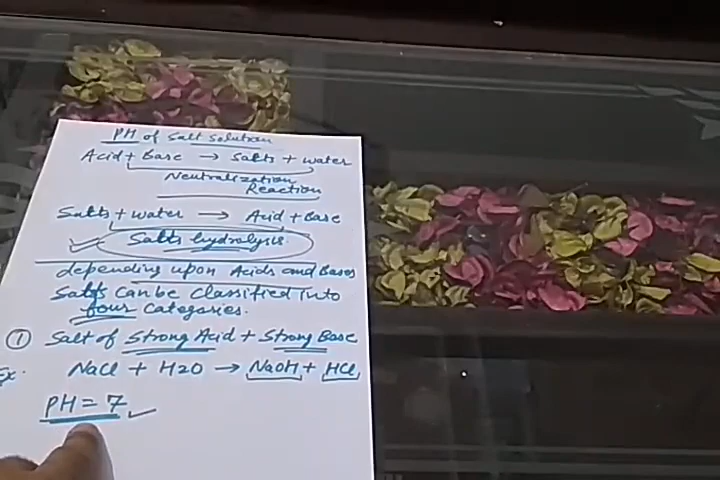 PH of Salt Solution
Acid + Base → Salts + water
Neutralization
Reaction
Salts + water → Acid + Base
Salts hydrolysis.
depending upon Acids and Bases
Salts can be classified into
four categories.
① Salt of Strong Acid + Strong Base
Ex. NaCl + H2O → NaOH + HCl,
PH = 7